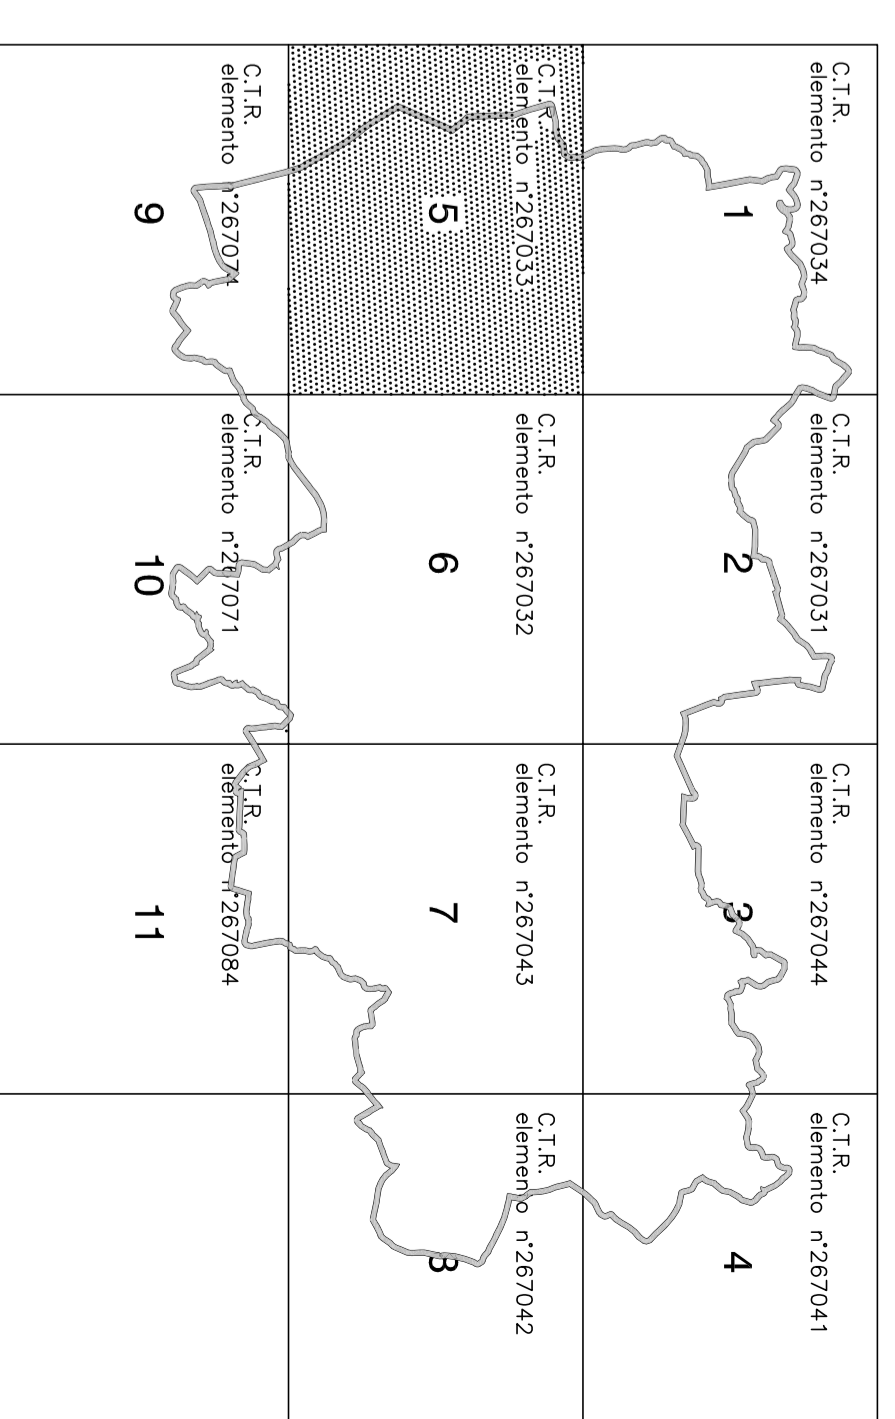 C.T.R.
elemento n°267034
1
C.T.R.
elemento n°267031
2
C.T.R.
elemento n°267044
3
C.T.R.
elemento n°267041
4
C.T.R.
elemento n°267033
5
C.T.R.
elemento n°267032
6
C.T.R.
elemento n°267043
7
C.T.R.
elemento n°267042
8
C.T.R.
elemento
9
C.T.R.
elemento n°267071
10
C.T.R.
elemento n°267084
11